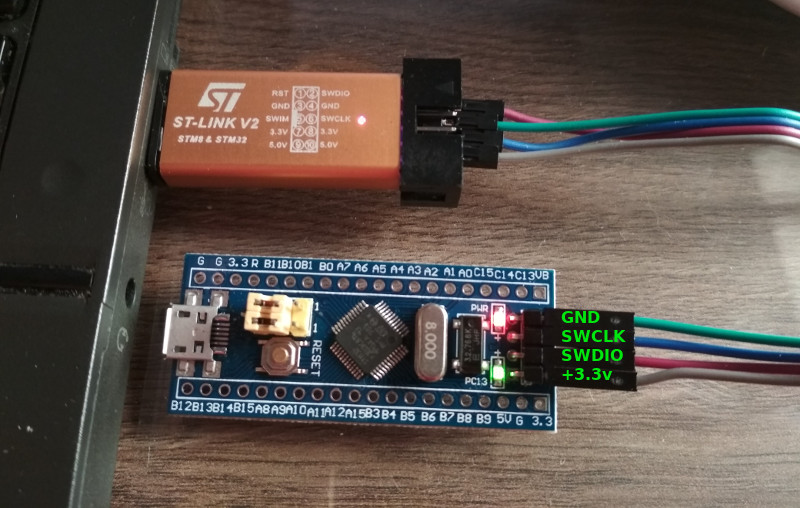 ST
ST-LINK V2
STM8 & STM32
RST 1 2 SWDIO
GND 3 4 GND
SWIM 5 6 SWCLK
3.3V 7 8 3.3V
5.0V 9 10 5.0V
G G 3.3 R B11 B10 B1 B0 A7 A6 A5 A4 A3 A2 A1 A0 C15 C14 C13 VB
PWR
1
1
RESET
8.000
PC13
GND
SWCLK
SWDIO
+3.3v
B12 B13 B14 B15 A8 A9 A10 A11 A12 A15 B3 B4 B5 B6 B7 B8 B9 5V G 3.3